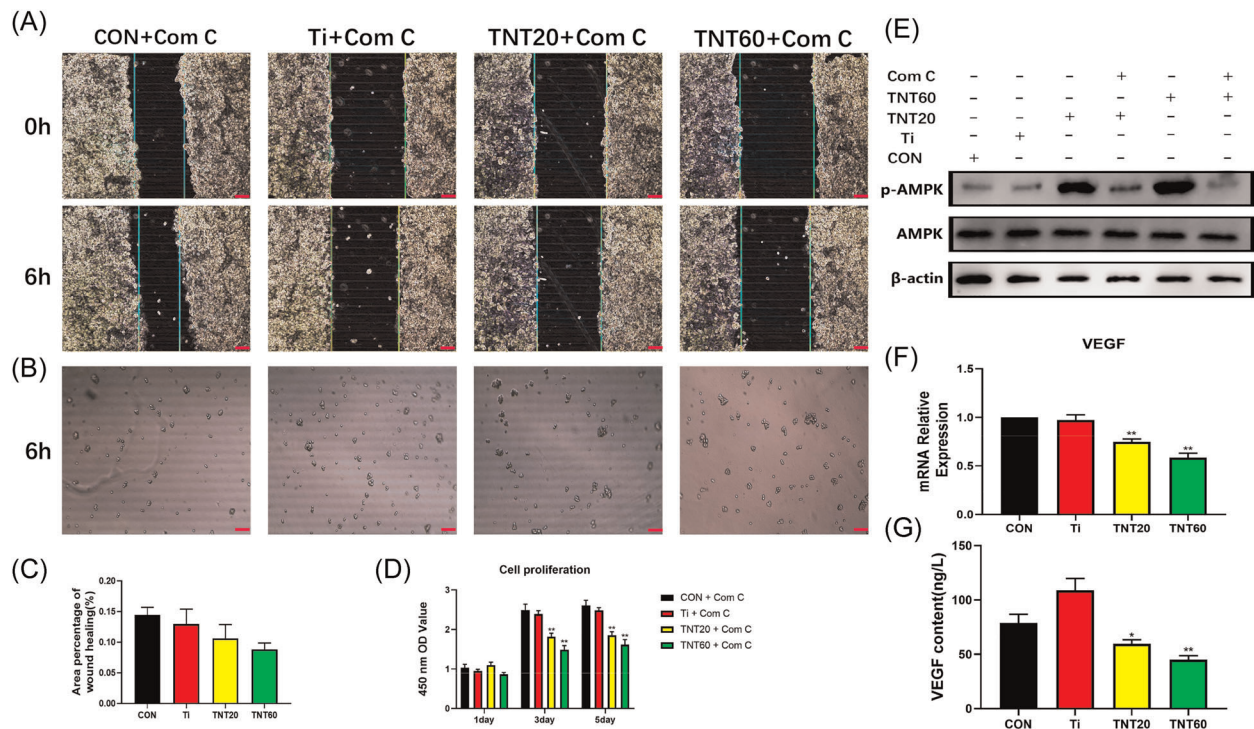 (A)
CON+Com C
Ti+Com C
TNT20+Com C
TNT60+Com C
0h
6h
(B)
6h
(C)
Area percentage of
wound healing(%)
0.20
0.15
0.10
0.05
0.00
CON
Ti
TNT20
TNT60
(D)
Cell proliferation
450 nm OD Value
3
2
1
0
**
**
**
**
1day
3day
5day
CON + Com C
Ti + Com C
TNT20 + Com C
TNT60 + Com C
(E)
Com C − − − + − +
TNT60 − − − − + +
TNT20 − − + + − −
Ti − + − − − −
CON + − − − − −
p-AMPK
AMPK
β-actin
(F)
VEGF
mRNA Relative
Expression
1.5
1.0
0.5
0.0
**
**
CON
Ti
TNT20
TNT60
(G)
VEGF content(ng/L)
150
100
50
0
*
**
CON
Ti
TNT20
TNT60